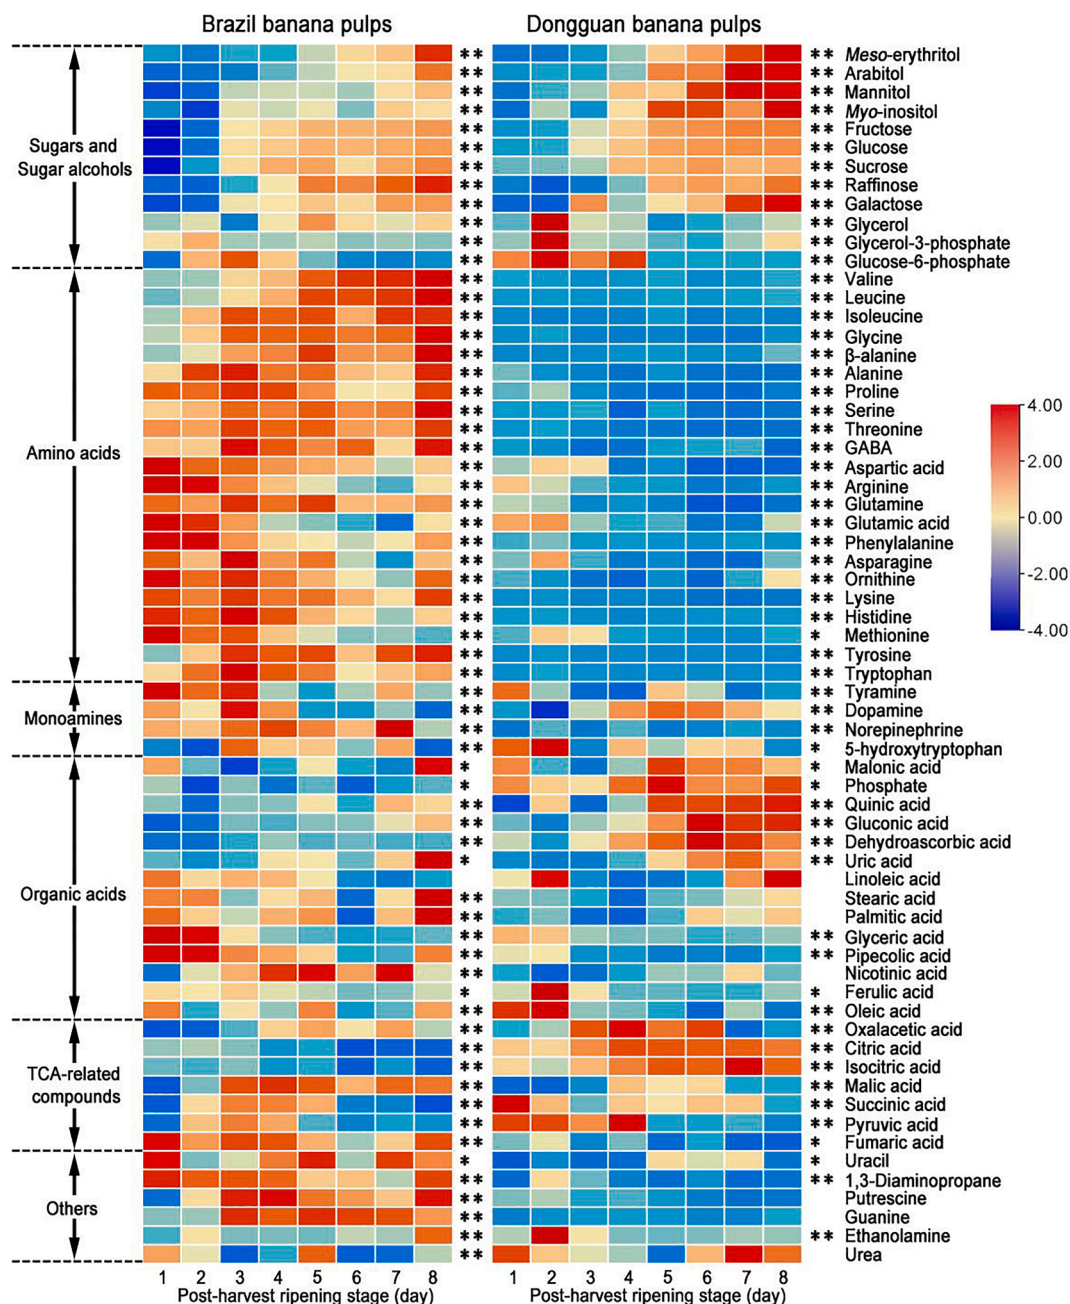 Brazil banana pulps
Dongguan banana pulps
Sugars and
Sugar alcohols
** ** Meso-erythritol
** ** Arabitol
** ** Mannitol
** ** Myo-inositol
** ** Fructose
** ** Glucose
** ** Sucrose
** ** Raffinose
** ** Galactose
** ** Glycerol
** ** Glycerol-3-phosphate
** ** Glucose-6-phosphate
Amino acids
** ** Valine
** ** Leucine
** ** Isoleucine
** ** Glycine
** ** β-alanine
** ** Alanine
** ** Proline
** ** Serine
** ** Threonine
** ** GABA
** ** Aspartic acid
** ** Arginine
** ** Glutamine
** ** Glutamic acid
** ** Phenylalanine
** ** Asparagine
** ** Ornithine
** ** Lysine
** ** Histidine
** * Methionine
** ** Tyrosine
** ** Tryptophan
Monoamines
** ** Tyramine
** ** Dopamine
** ** Norepinephrine
* * 5-hydroxytryptophan
Organic acids
* * Malonic acid
* * Phosphate
** ** Quinic acid
** ** Gluconic acid
** ** Dehydroascorbic acid
* ** Uric acid
Linoleic acid
** Stearic acid
** Palmitic acid
** ** Glyceric acid
** ** Pipecolic acid
** Nicotinic acid
* * Ferulic acid
** ** Oleic acid
TCA-related
compounds
** ** Oxalacetic acid
** ** Citric acid
** ** Isocitric acid
** ** Malic acid
** ** Succinic acid
** ** Pyruvic acid
** * Fumaric acid
Others
* * Uracil
** ** 1,3-Diaminopropane
** Putrescine
** Guanine
** ** Ethanolamine
** Urea
4.00
2.00
0.00
-2.00
-4.00
1 2 3 4 5 6 7 8
Post-harvest ripening stage (day)
1 2 3 4 5 6 7 8
Post-harvest ripening stage (day)